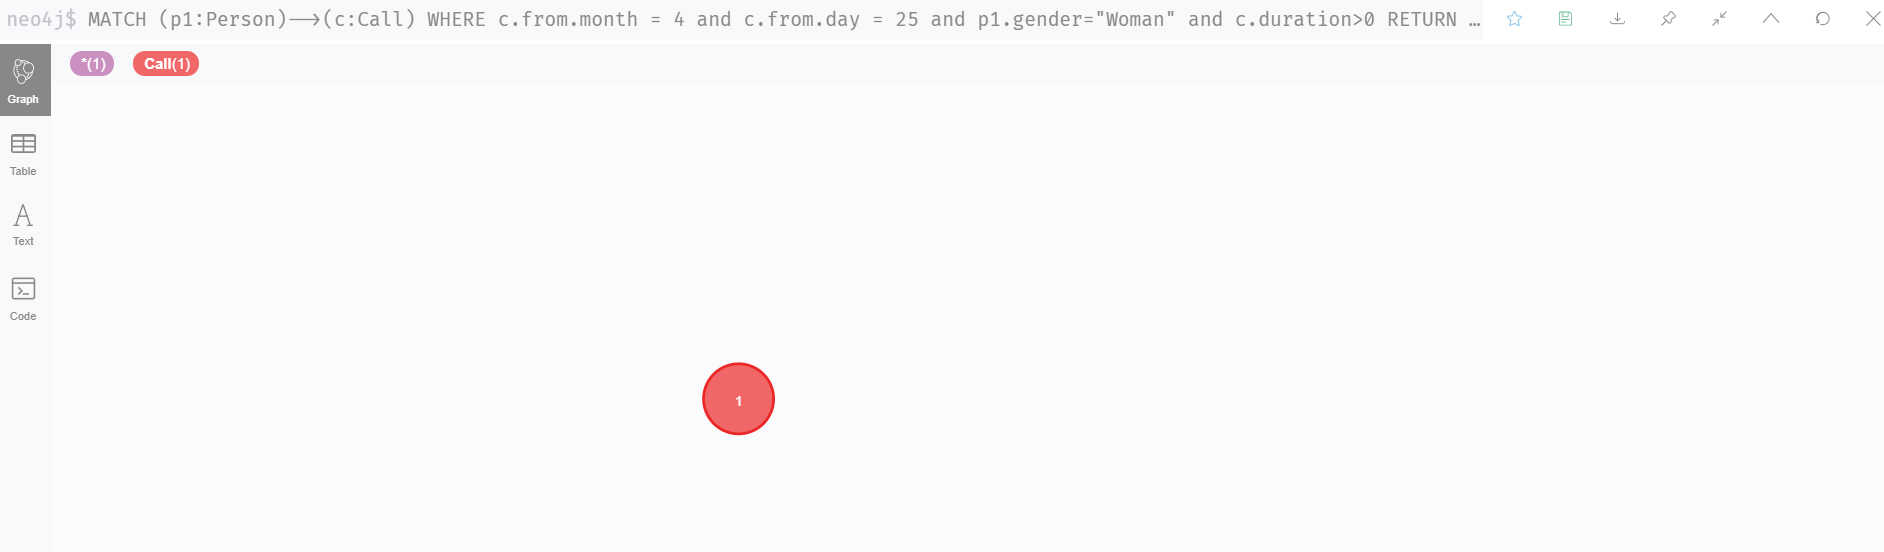 neo4j$ MATCH (p1:Person)-->(c:Call) WHERE c.from.month = 4 and c.from.day = 25 and p1.gender="Woman" and c.duration>0 RETURN …
*(1) Call(1)
Graph
Table
Text
Code
1